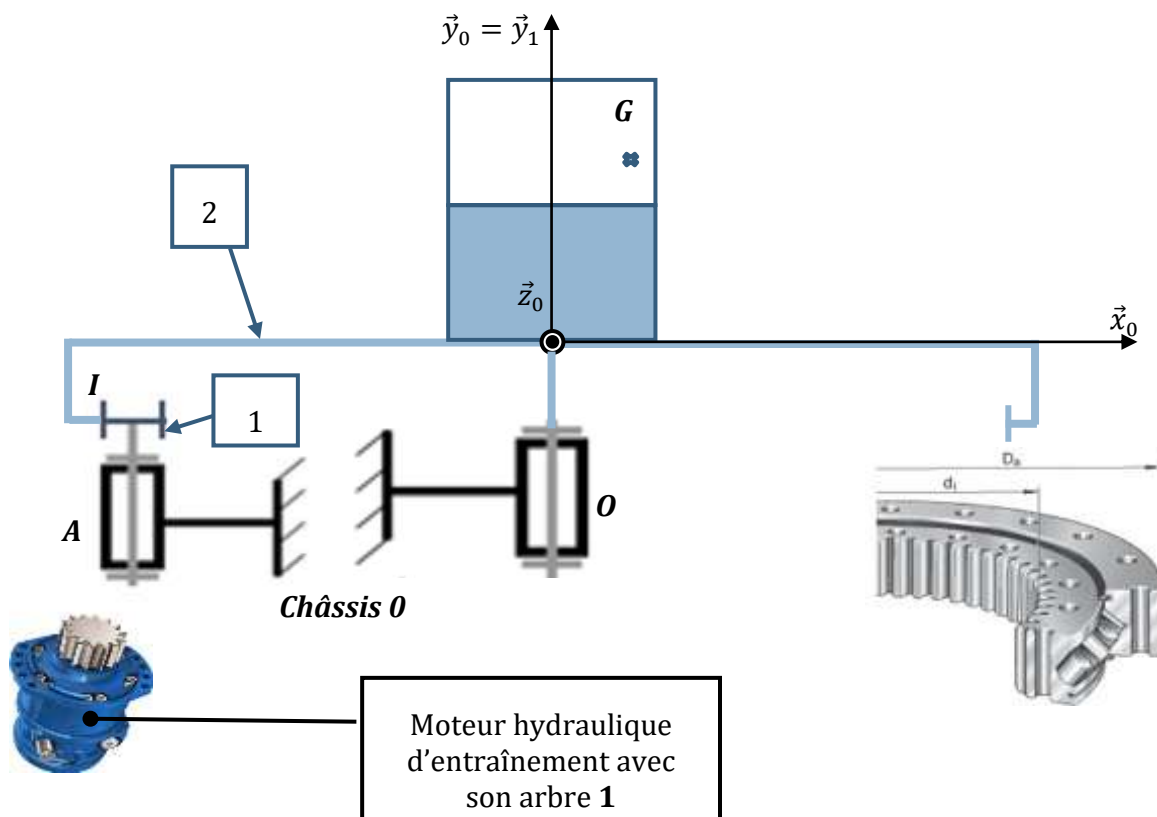 y⃗₀ = y⃗₁
G
2
z⃗₀
x⃗₀
I
1
Dₐ
dᵢ
A
O
Châssis 0
Moteur hydraulique
d’entraînement avec
son arbre 1